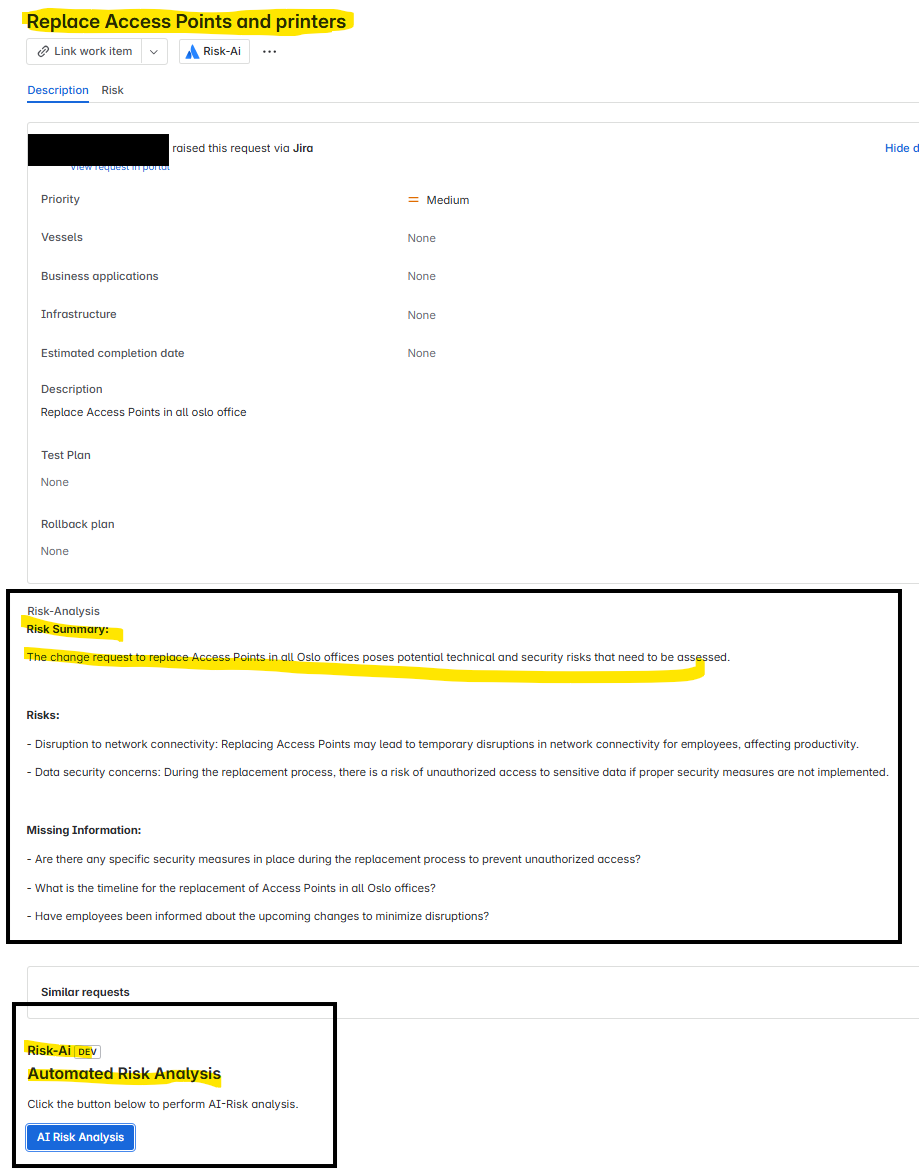 Replace Access Points and printers
Link work item
Risk-Ai
Description Risk
raised this request via Jira Hide d
View request in portal
Priority Medium
Vessels None
Business applications None
Infrastructure None
Estimated completion date None
Description
Replace Access Points in all oslo office
Test Plan
None
Rollback plan
None
Risk-Analysis
Risk Summary:
The change request to replace Access Points in all Oslo offices poses potential technical and security risks that need to be assessed.
Risks:
- Disruption to network connectivity: Replacing Access Points may lead to temporary disruptions in network connectivity for employees, affecting productivity.
- Data security concerns: During the replacement process, there is a risk of unauthorized access to sensitive data if proper security measures are not implemented.
Missing Information:
- Are there any specific security measures in place during the replacement process to prevent unauthorized access?
- What is the timeline for the replacement of Access Points in all Oslo offices?
- Have employees been informed about the upcoming changes to minimize disruptions?
Similar requests
Risk-Ai DEV
Automated Risk Analysis
Click the button below to perform AI-Risk analysis.
AI Risk Analysis